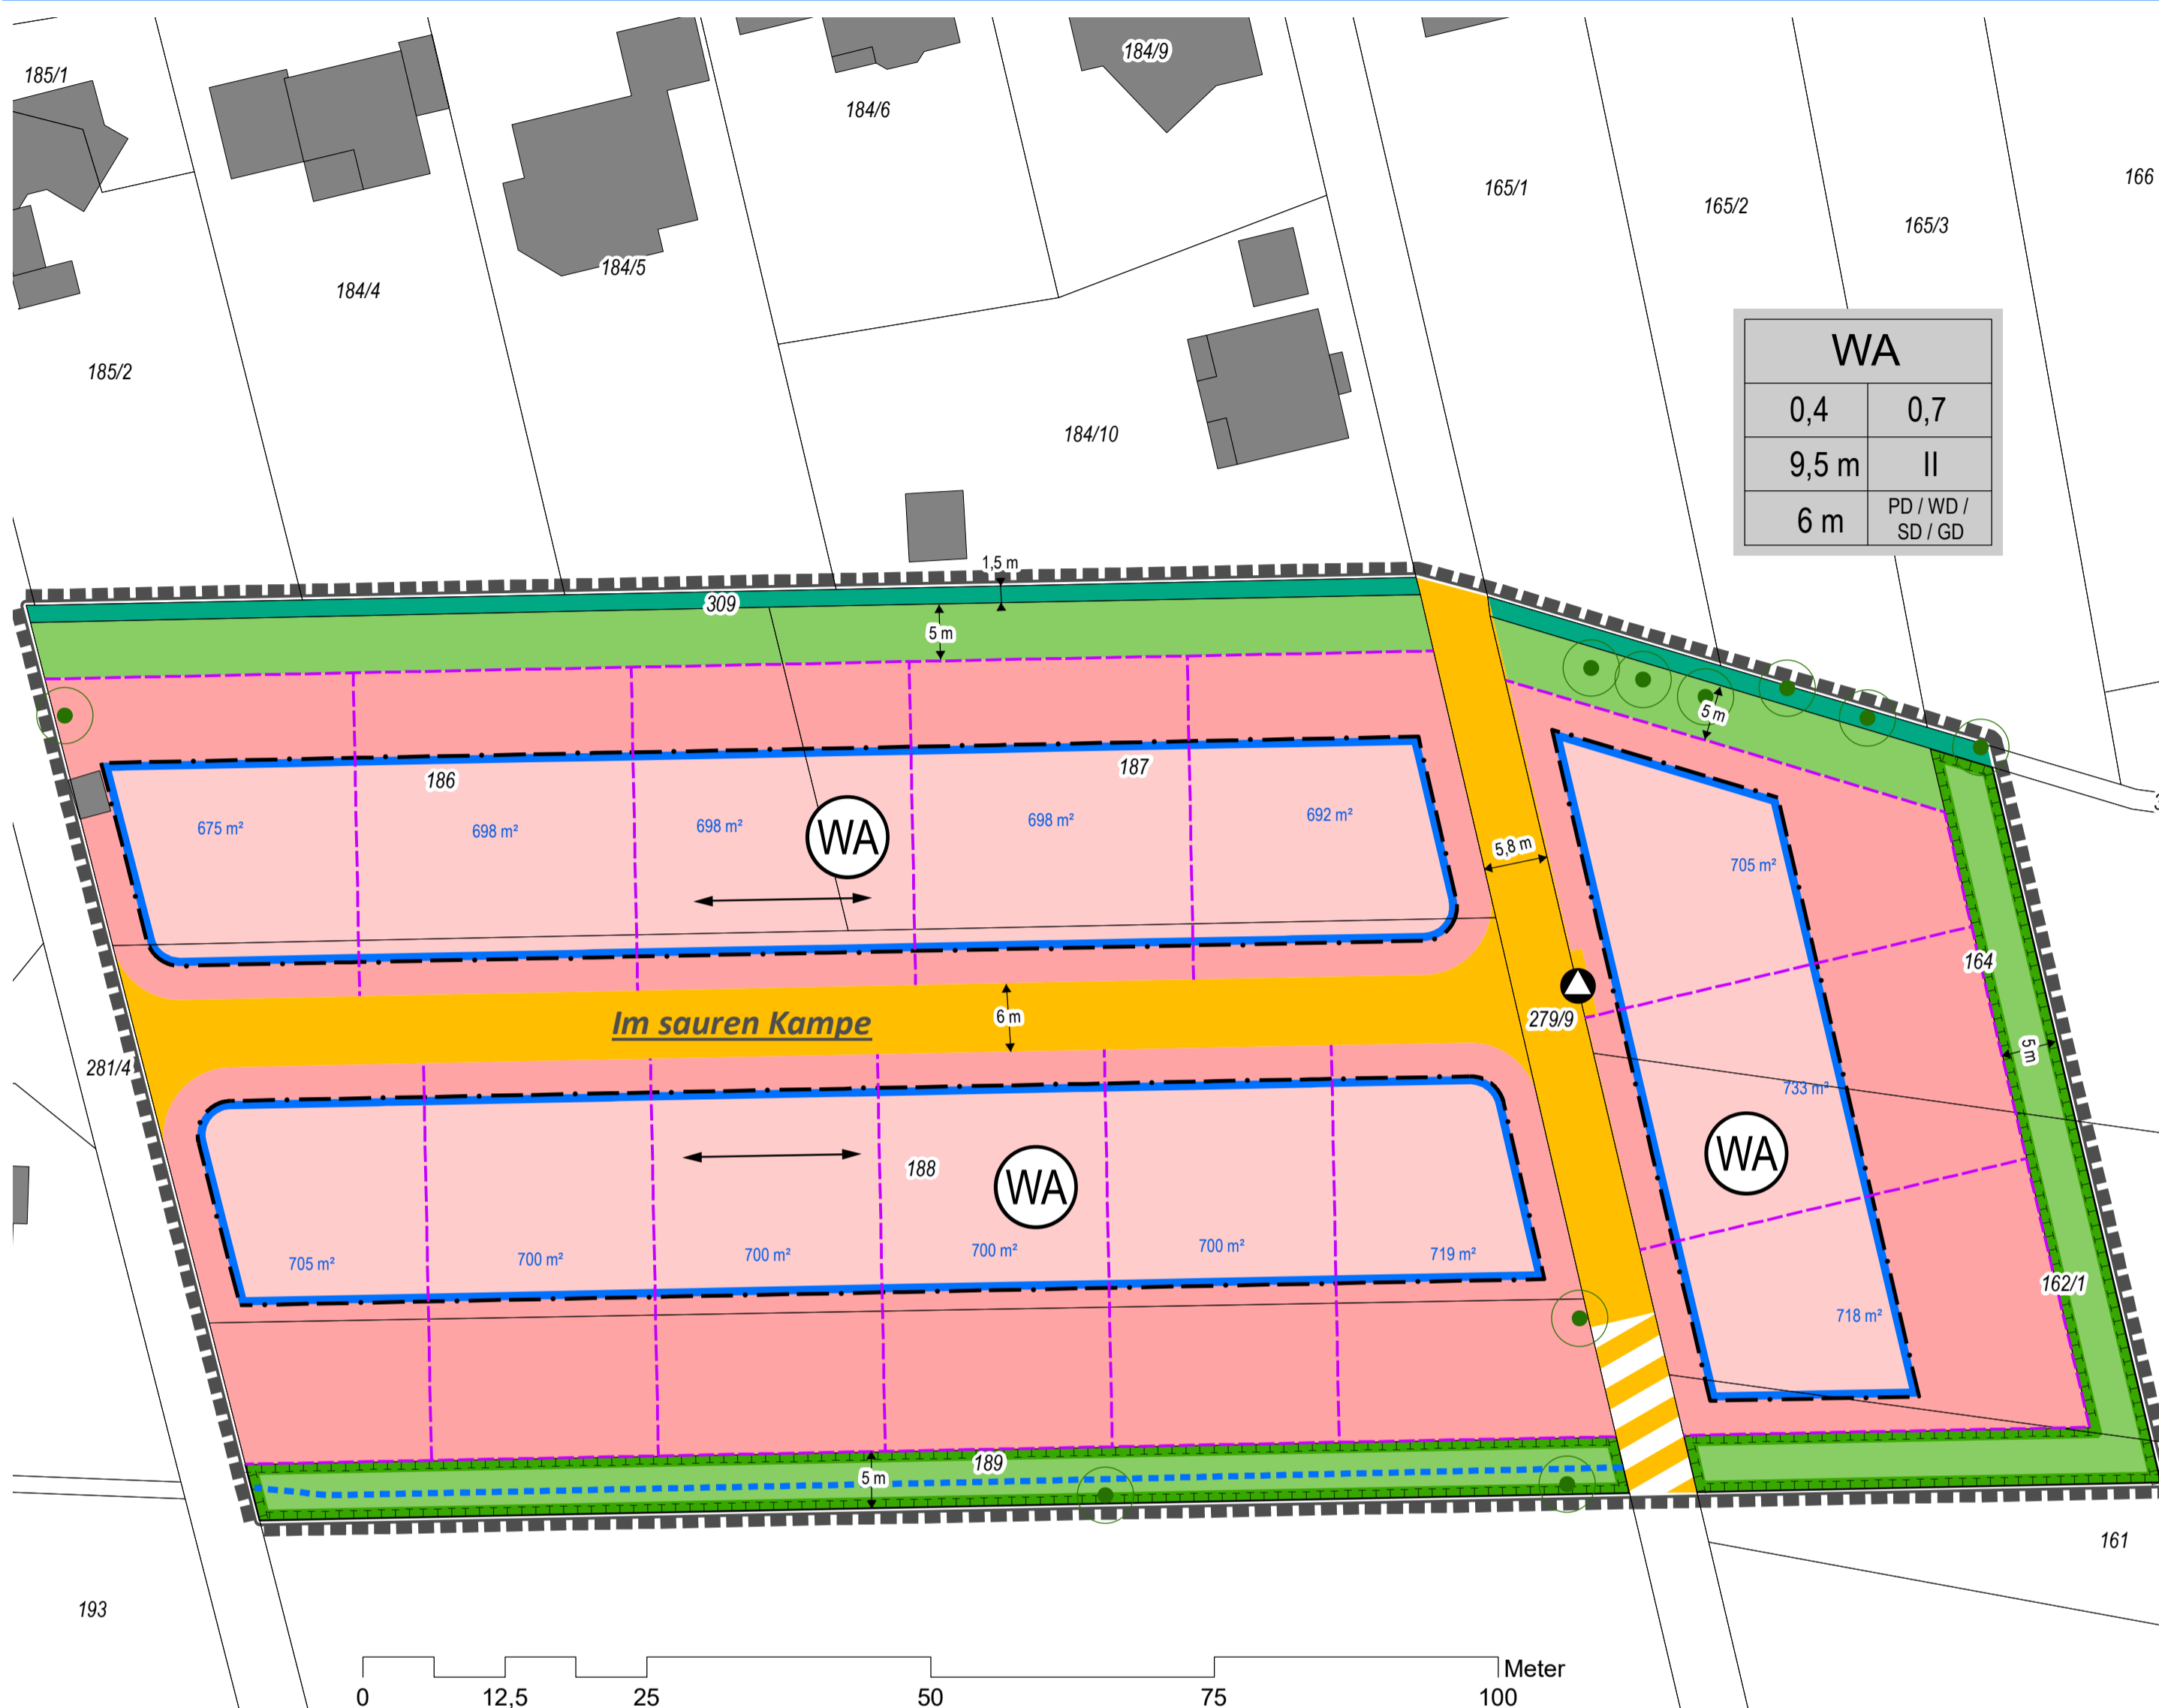 185/1
184/9
184/6
165/1
166
165/2
165/3
184/5
184/4
185/2
184/10
WA
0,4 0,7
9,5 m II
6 m PD / WD /
SD / GD
1,5 m
309
5 m
5 m
186
187
675 m²
698 m²
698 m²
698 m²
692 m²
WA
5,8 m
705 m²
164
Im sauren Kampe
6 m
279/9
281/4
5 m
733 m²
WA
188
WA
162/1
705 m²
700 m²
700 m²
700 m²
700 m²
719 m²
718 m²
189
5 m
161
193
Meter
0 12,5 25 50 75 100